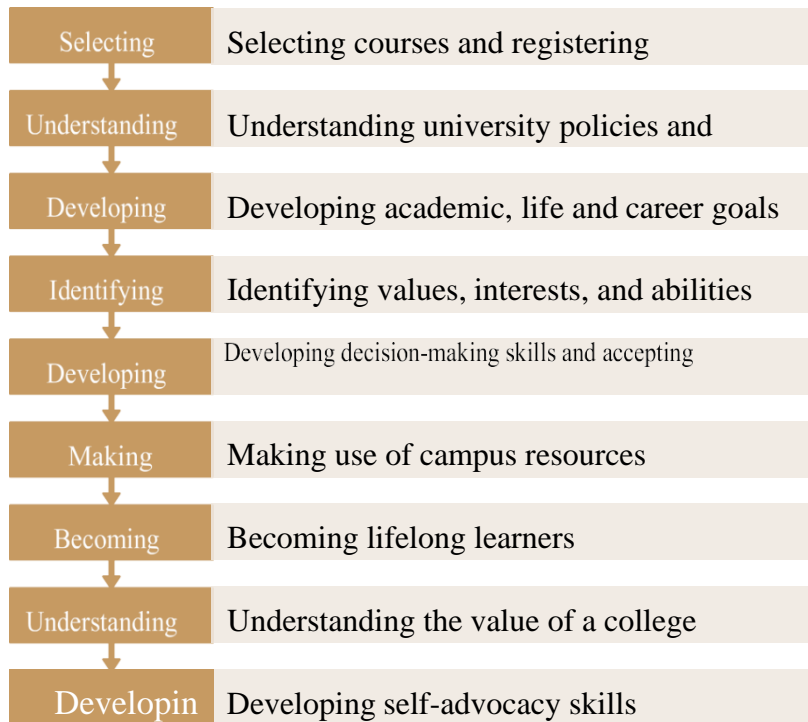 Selecting
Selecting courses and registering
Understanding
Understanding university policies and
Developing
Developing academic, life and career goals
Identifying
Identifying values, interests, and abilities
Developing
Developing decision-making skills and accepting
Making
Making use of campus resources
Becoming
Becoming lifelong learners
Understanding
Understanding the value of a college
Developin
Developing self-advocacy skills